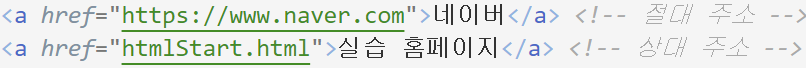 <a href="https://www.naver.com">네이버</a> <!-- 절대 주소 -->
<a href="htmlStart.html">실습 홈페이지</a> <!-- 상대 주소 -->